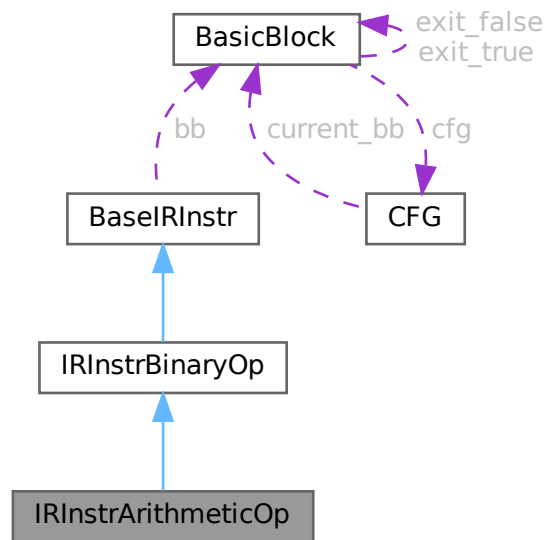 exit_false
exit_true
BasicBlock
bb
current_bb
cfg
BaseIRInstr
CFG
IRInstrBinaryOp
IRInstrArithmeticOp